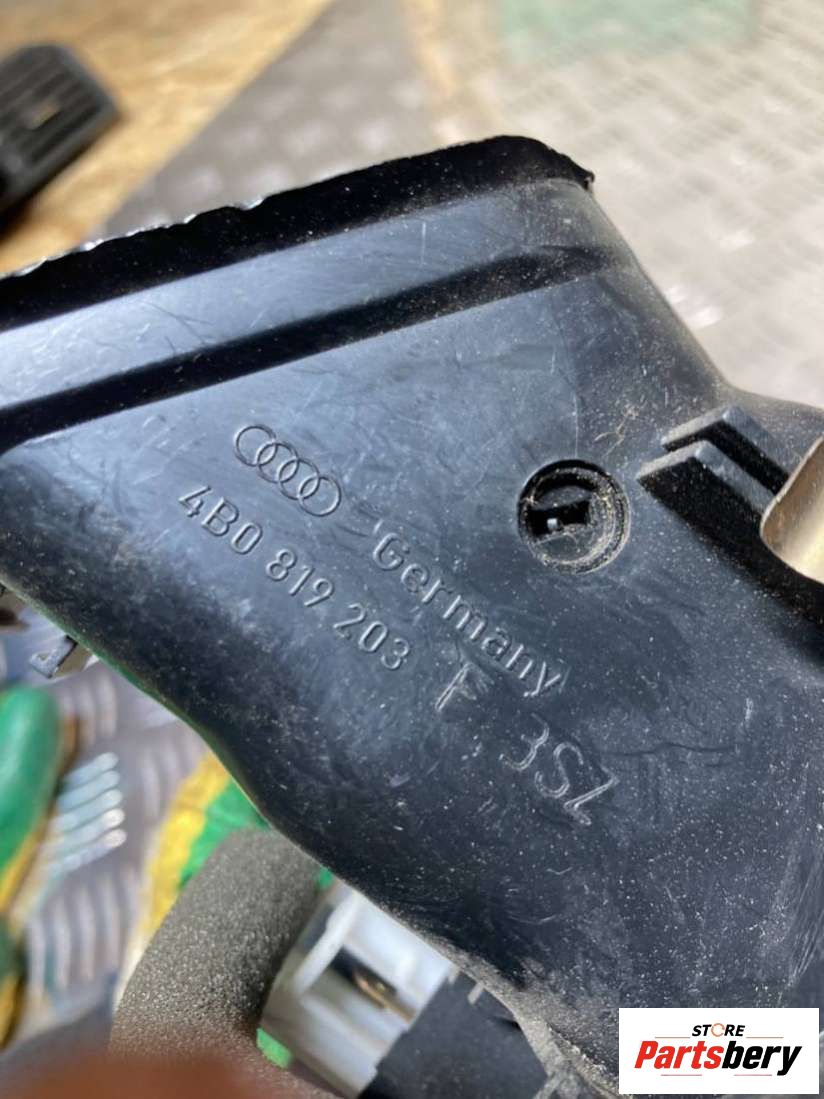 Germany
4B0 819 203 F 3SZ
STORE
Partsbery